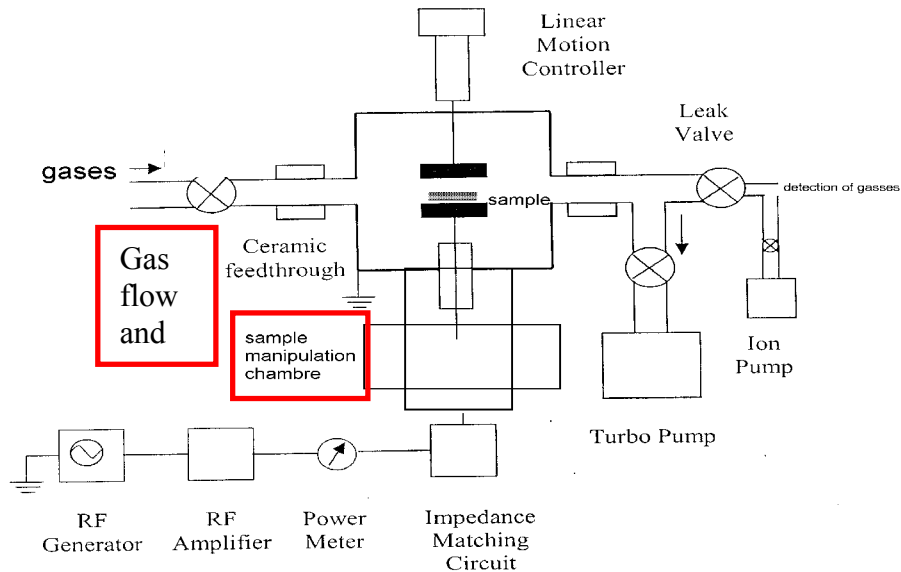 Linear
Motion
Controller
Leak
Valve
gases
detection of gasses
sample
Ceramic
feedthrough
Gas
flow
and
sample
manipulation
chambre
Ion
Pump
Turbo Pump
RF
Generator
RF
Amplifier
Power
Meter
Impedance
Matching
Circuit